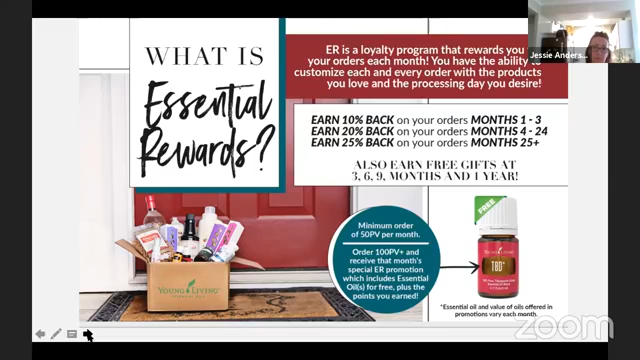 WHAT IS
Essential
Rewards?
ER is a loyalty program that rewards you
your orders each month! You have the ability to
customize each and every order with the products
you love and the processing day you desire!
EARN 10% BACK on your orders MONTHS 1 - 3
EARN 20% BACK on your orders MONTHS 4 - 24
EARN 25% BACK on your orders MONTHS 25+
ALSO EARN FREE GIFTS AT
3, 6, 9, MONTHS AND 1 YEAR!
Minimum order
of 50PV per month.
Order 100PV+ and
receive that month's
special ER promotion
which includes Essential
Oil(s) for free, plus the
points you earned!
FREE
YOUNG LIVING
TBD*
*Essential oil and value of oils offered in
promotions vary each month.
YOUNG LIVING
ESSENTIAL OILS
Jessie Anders...
zoom